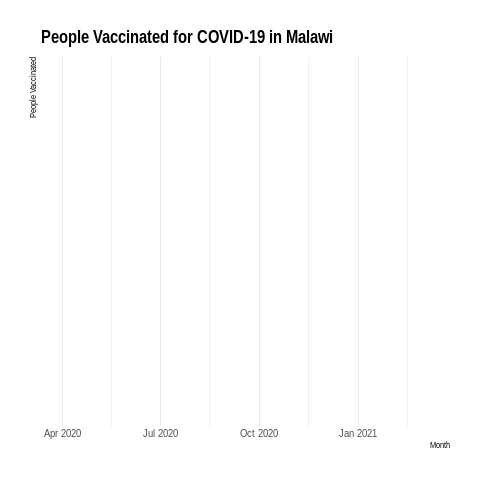 People Vaccinated for COVID-19 in Malawi
People Vaccinated
Apr 2020
Jul 2020
Oct 2020
Jan 2021
Month